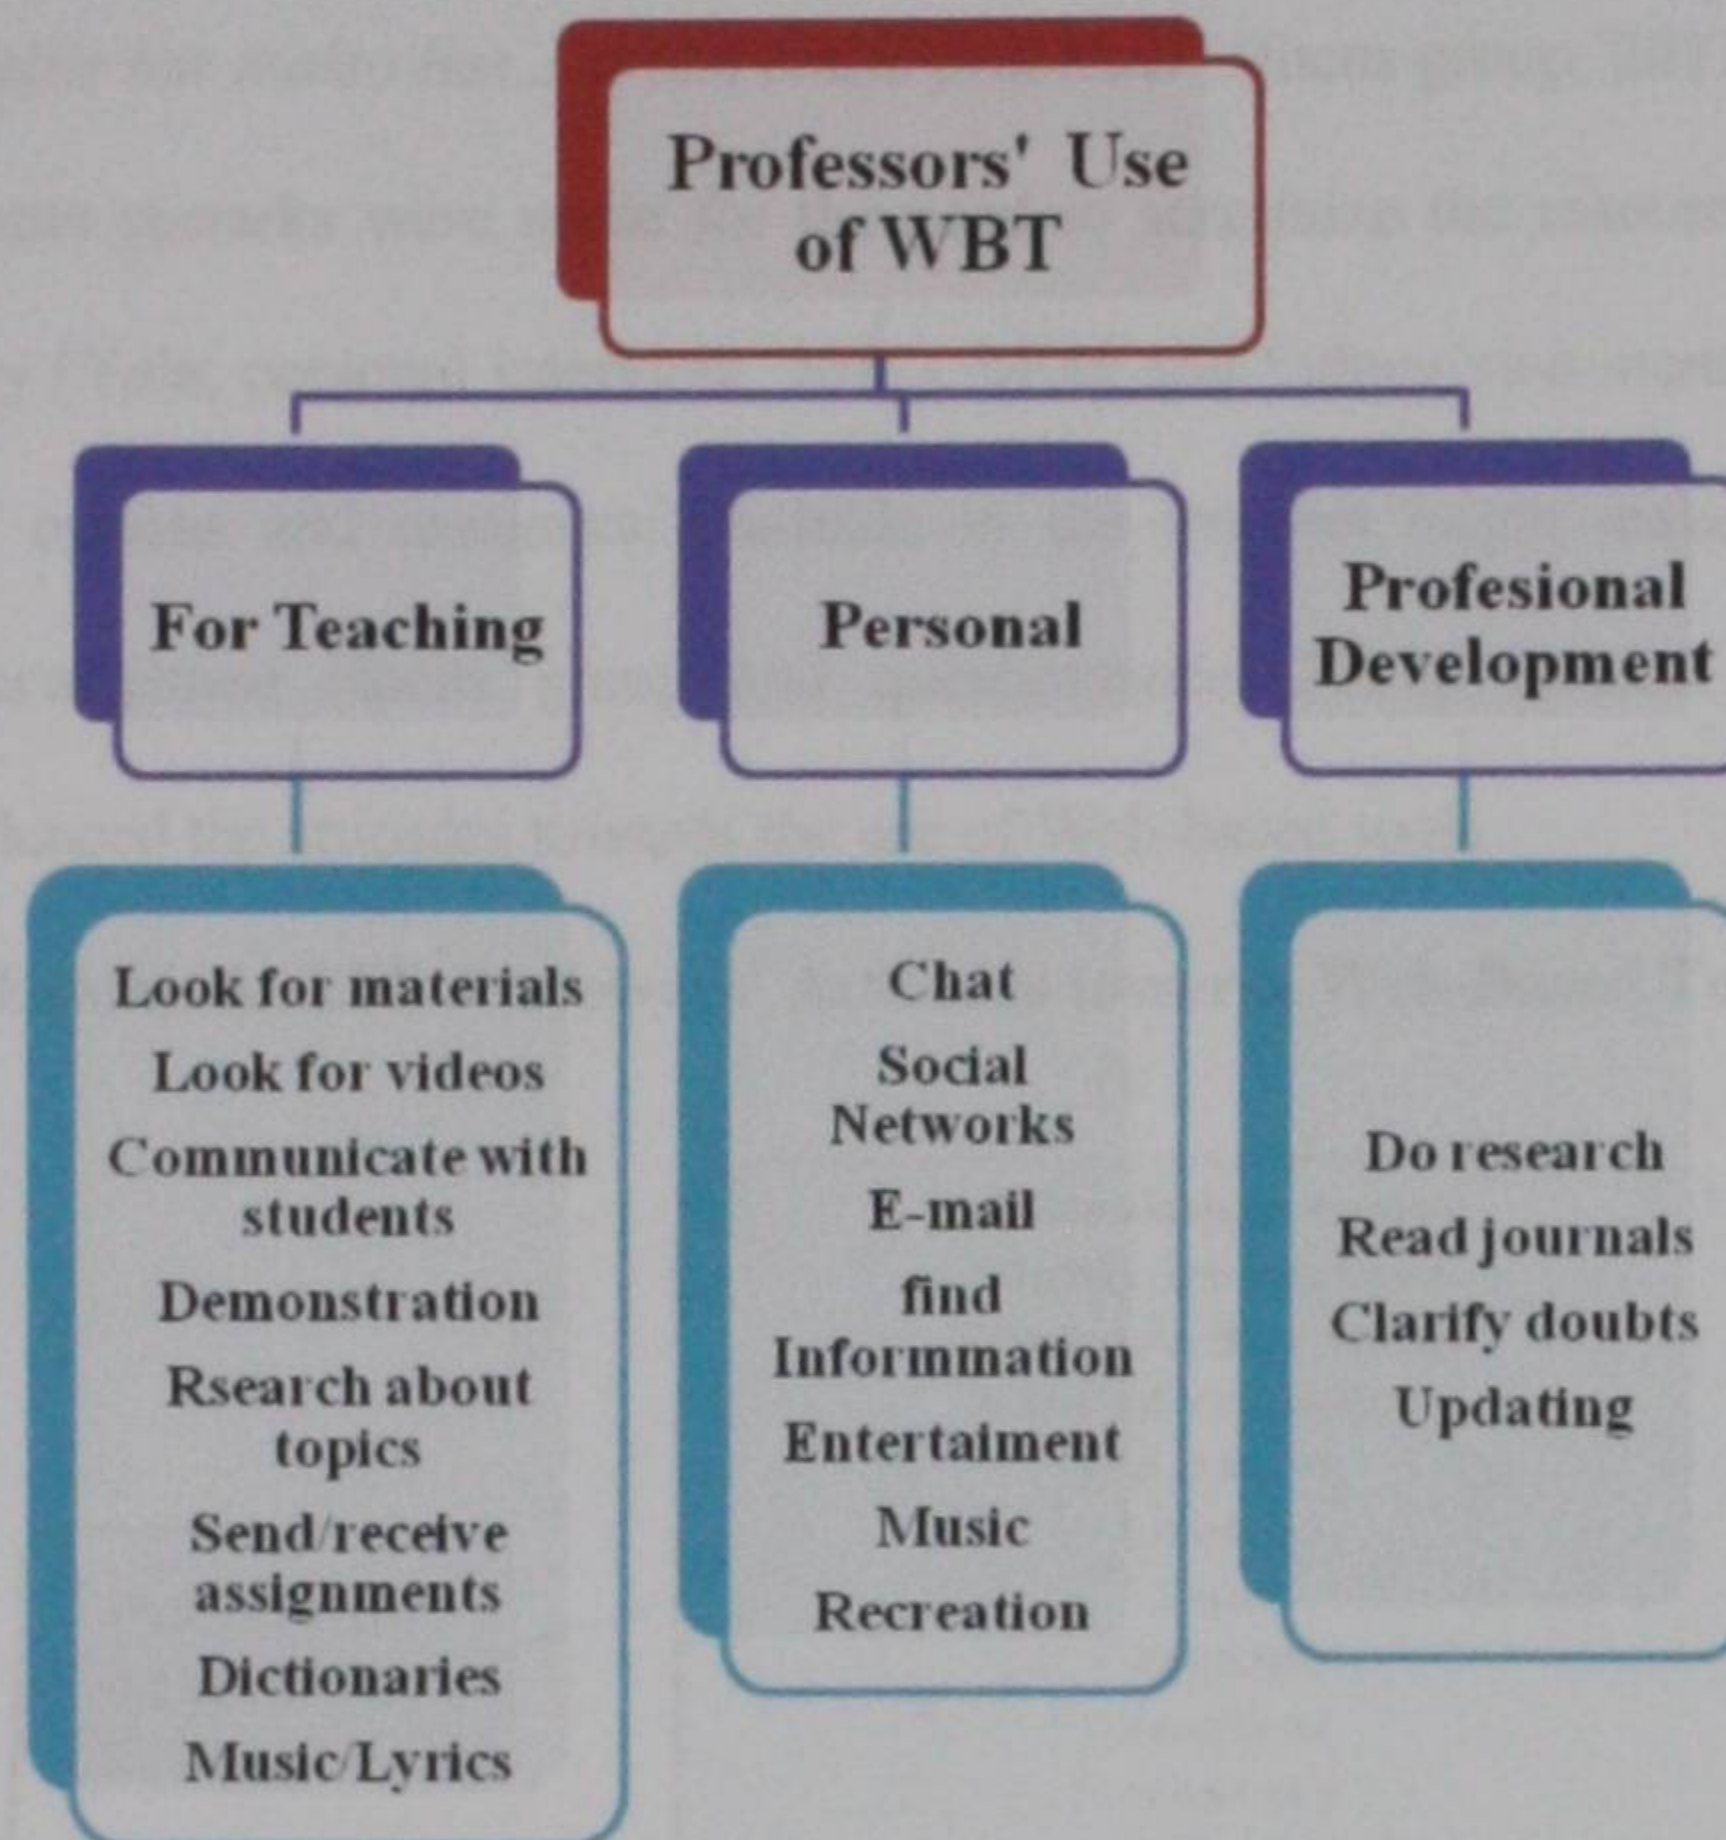 Professors' Use
of WBT
For Teaching
Personal
Profesional
Development
Look for materials
Look for videos
Communicate with
students
Demonstration
Rsearch about
topics
Send/receive
assignments
Dictionaries
Music/Lyrics
Chat
Social
Networks
E-mail
find
Informmation
Entertaiment
Music
Recreation
Do research
Read journals
Clarify doubts
Updating